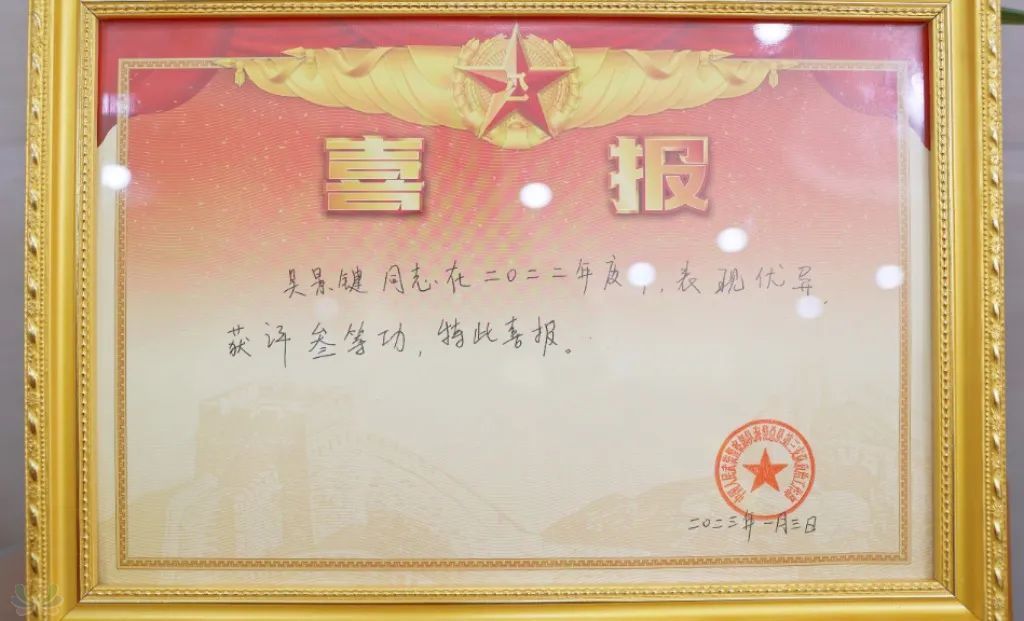 喜报
吴景键同志在二〇二二年度中,表现优异,
获评叁等功,特此喜报。
二〇二三年一月三日